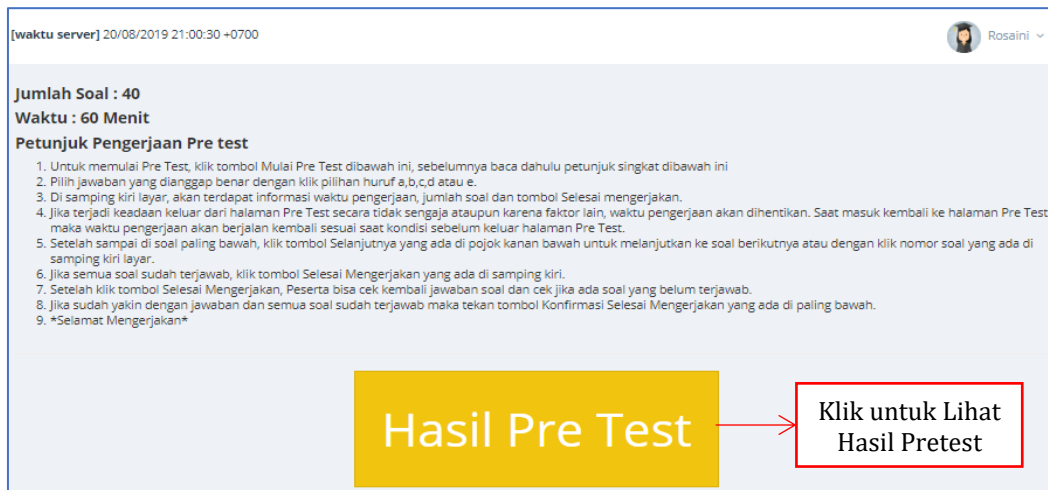 [waktu server] 20/08/2019 21:00:30 +0700
Rosaini
Jumlah Soal : 40
Waktu : 60 Menit
Petunjuk Pengerjaan Pre test
1. Untuk memulai Pre Test, klik tombol Mulai Pre Test dibawah ini, sebelumnya baca dahulu petunjuk singkat dibawah ini
2. Pilih jawaban yang dianggap benar dengan klik pilihan huruf a,b,c,d atau e.
3. Di samping kiri layar, akan terdapat informasi waktu pengerjaan, jumlah soal dan tombol Selesai mengerjakan.
4. Jika terjadi keadaan keluar dari halaman Pre Test secara tidak sengaja ataupun karena faktor lain, waktu pengerjaan akan dihentikan. Saat masuk kembali ke halaman Pre Test
maka waktu pengerjaan akan berjalan kembali sesuai saat kondisi sebelum keluar halaman Pre Test.
5. Setelah sampai di soal paling bawah, klik tombol Selanjutnya yang ada di pojok kanan bawah untuk melanjutkan ke soal berikutnya atau dengan klik nomor soal yang ada di
samping kiri layar.
6. Jika semua soal sudah terjawab, klik tombol Selesai Mengerjakan yang ada di samping kiri.
7. Setelah klik tombol Selesai Mengerjakan, Peserta bisa cek kembali jawaban soal dan cek jika ada soal yang belum terjawab.
8. Jika sudah yakin dengan jawaban dan semua soal sudah terjawab maka tekan tombol Konfirmasi Selesai Mengerjakan yang ada di paling bawah.
9. *Selamat Mengerjakan*
Hasil Pre Test
Klik untuk Lihat
Hasil Pretest